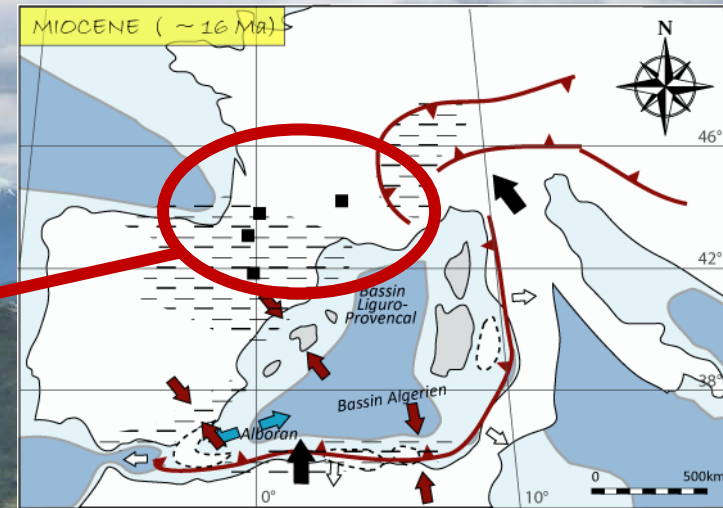 MIOCENE ( ~ 16 Ma)
N
46°
42°
Bassin
Liguro-
Provencal
38°
Bassin Algerien
Alboran
0 500km
0°
10°